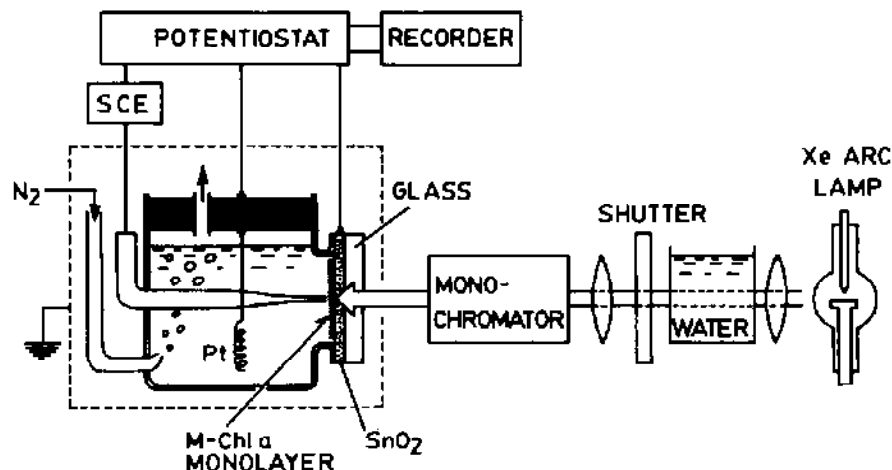 POTENTIOSTAT
RECORDER
SCE
N2
GLASS
Xe ARC
LAMP
SHUTTER
MONO-
CHROMATOR
WATER
Pt
M-Chl a
MONOLAYER
SnO2